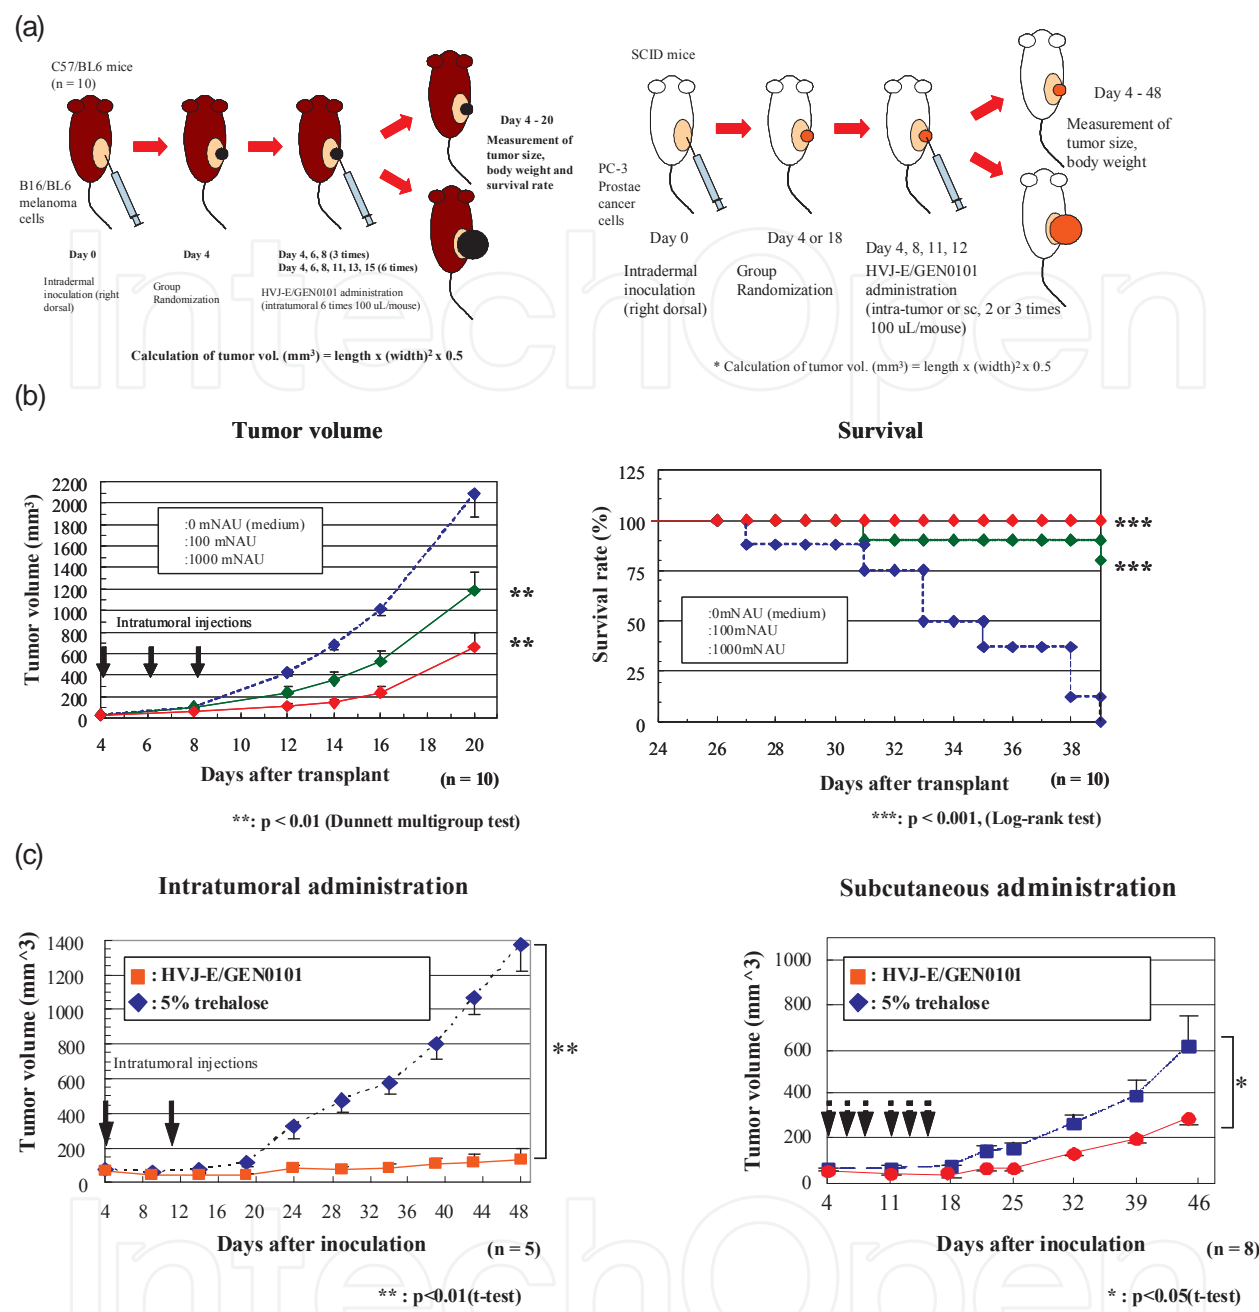 (a)
C57/BL6 mice
(n = 10)
B16/BL6
melanoma
cells
Day 0
Intradermal
inoculation (right
dorsal)
Day 4
Group
Randomization
Day 4, 6, 8 (3 times)
Day 4, 6, 8, 11, 13, 15 (6 times)
HVJ-E/GEN0101 administration
(intratumoral 6 times 100 uL/mouse)
Day 4 - 20
Measurement of
tumor size,
body weight and
survival rate
Calculation of tumor vol. (mm³) = length x (width)² x 0.5
SCID mice
PC-3
Prostae
cancer
cells
Day 0
Intradermal
inoculation
(right dorsal)
Day 4 or 18
Group
Randomization
Day 4, 8, 11, 12
HVJ-E/GEN0101
administration
(intra-tumor or sc, 2 or 3 times
100 uL/mouse)
Day 4 - 48
Measurement of
tumor size,
body weight
* Calculation of tumor vol. (mm³) = length x (width)² x 0.5
(b)
Tumor volume
Tumor volume (mm³)
2200
2000
1800
1600
1400
1200
1000
800
600
400
200
0
:0 mNAU (medium)
:100 mNAU
:1000 mNAU
Intratumoral injections
**
**
4 6 8 10 12 14 16 18 20
Days after transplant
(n = 10)
**: p < 0.01 (Dunnett multigroup test)
Survival
Survival rate (%)
125
100
75
50
25
0
:0mNAU (medium)
:100mNAU
:1000mNAU
***
***
24 26 28 30 32 34 36 38
Days after transplant
(n = 10)
***: p < 0.001, (Log-rank test)
(c)
Intratumoral administration
Tumor volume (mm^3)
1400
1200
1000
800
600
400
200
0
: HVJ-E/GEN0101
: 5% trehalose
Intratumoral injections
**
4 8 12 16 20 24 28 32 36 40 44 48
Days after inoculation
(n = 5)
** : p<0.01(t-test)
Subcutaneous administration
Tumor volume (mm^3)
1000
800
600
400
200
0
: HVJ-E/GEN0101
: 5% trehalose
*
4 11 18 25 32 39 46
Days after inoculation
(n = 8)
* : p<0.05(t-test)
IntechOpen
IntechOpen